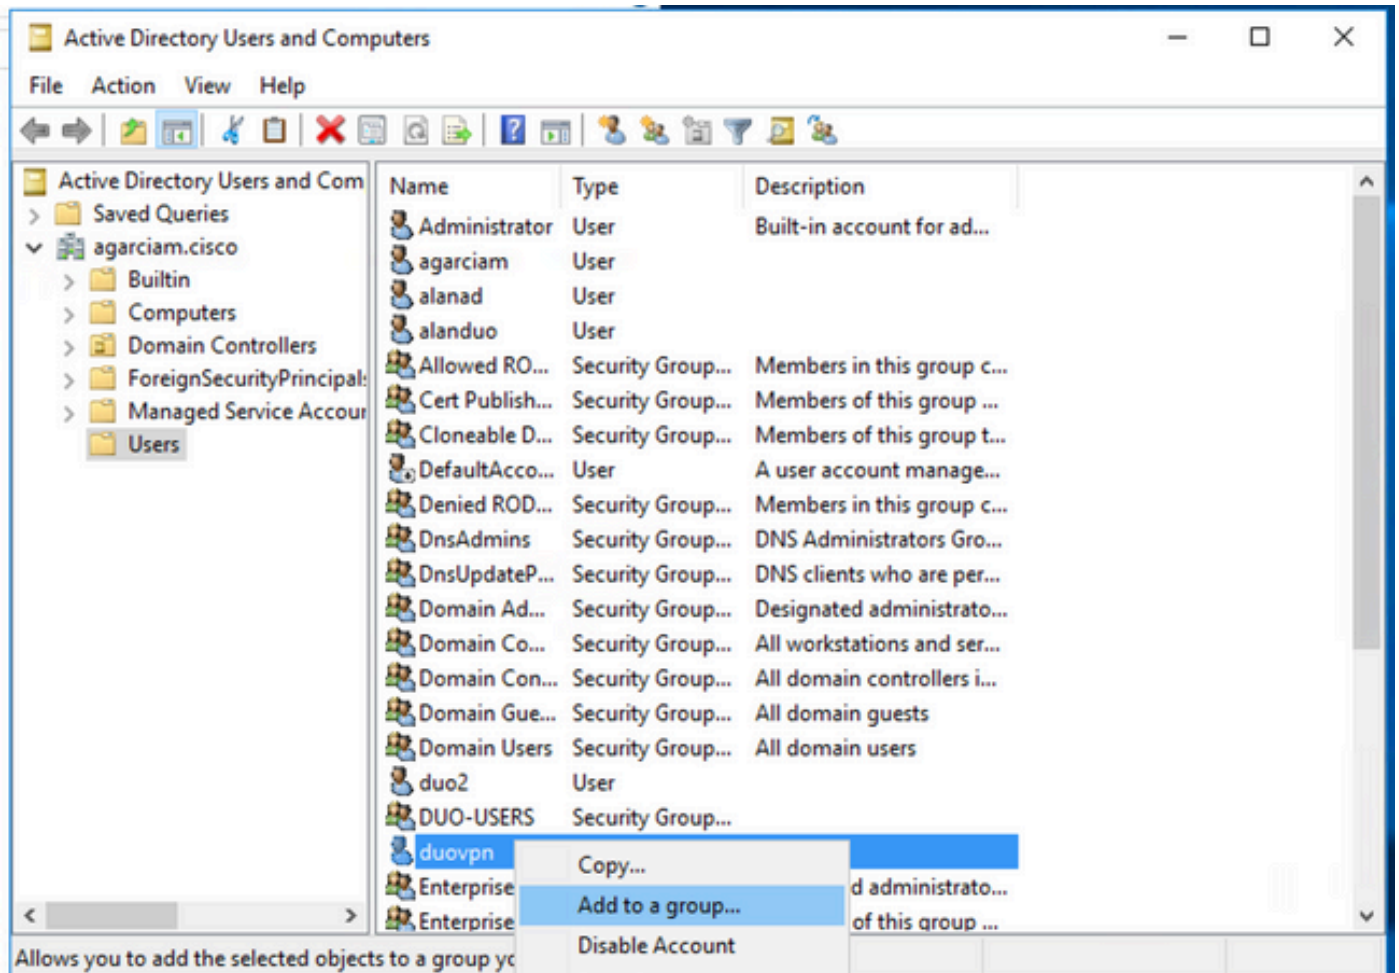 Active Directory Users and Computers
File Action View Help
Active Directory Users and Com
Saved Queries
agarciam.cisco
Builtin
Computers
Domain Controllers
ForeignSecurityPrincipals
Managed Service Accour
Users
Name Type Description
Administrator User Built-in account for ad...
agarciam User
alanad User
alanduo User
Allowed RO... Security Group... Members in this group c...
Cert Publish... Security Group... Members of this group ...
Cloneable D... Security Group... Members of this group t...
DefaultAcco... User A user account manage...
Denied ROD... Security Group... Members in this group c...
DnsAdmins Security Group... DNS Administrators Gro...
DnsUpdateP... Security Group... DNS clients who are per...
Domain Ad... Security Group... Designated administrato...
Domain Co... Security Group... All workstations and ser...
Domain Con... Security Group... All domain controllers i...
Domain Gue... Security Group... All domain guests
Domain Users Security Group... All domain users
duo2 User
DUO-USERS Security Group...
duovpn
Copy...
Enterprise d administrato...
Add to a group...
Enterprise of this group ...
Disable Account
Allows you to add the selected objects to a group yo